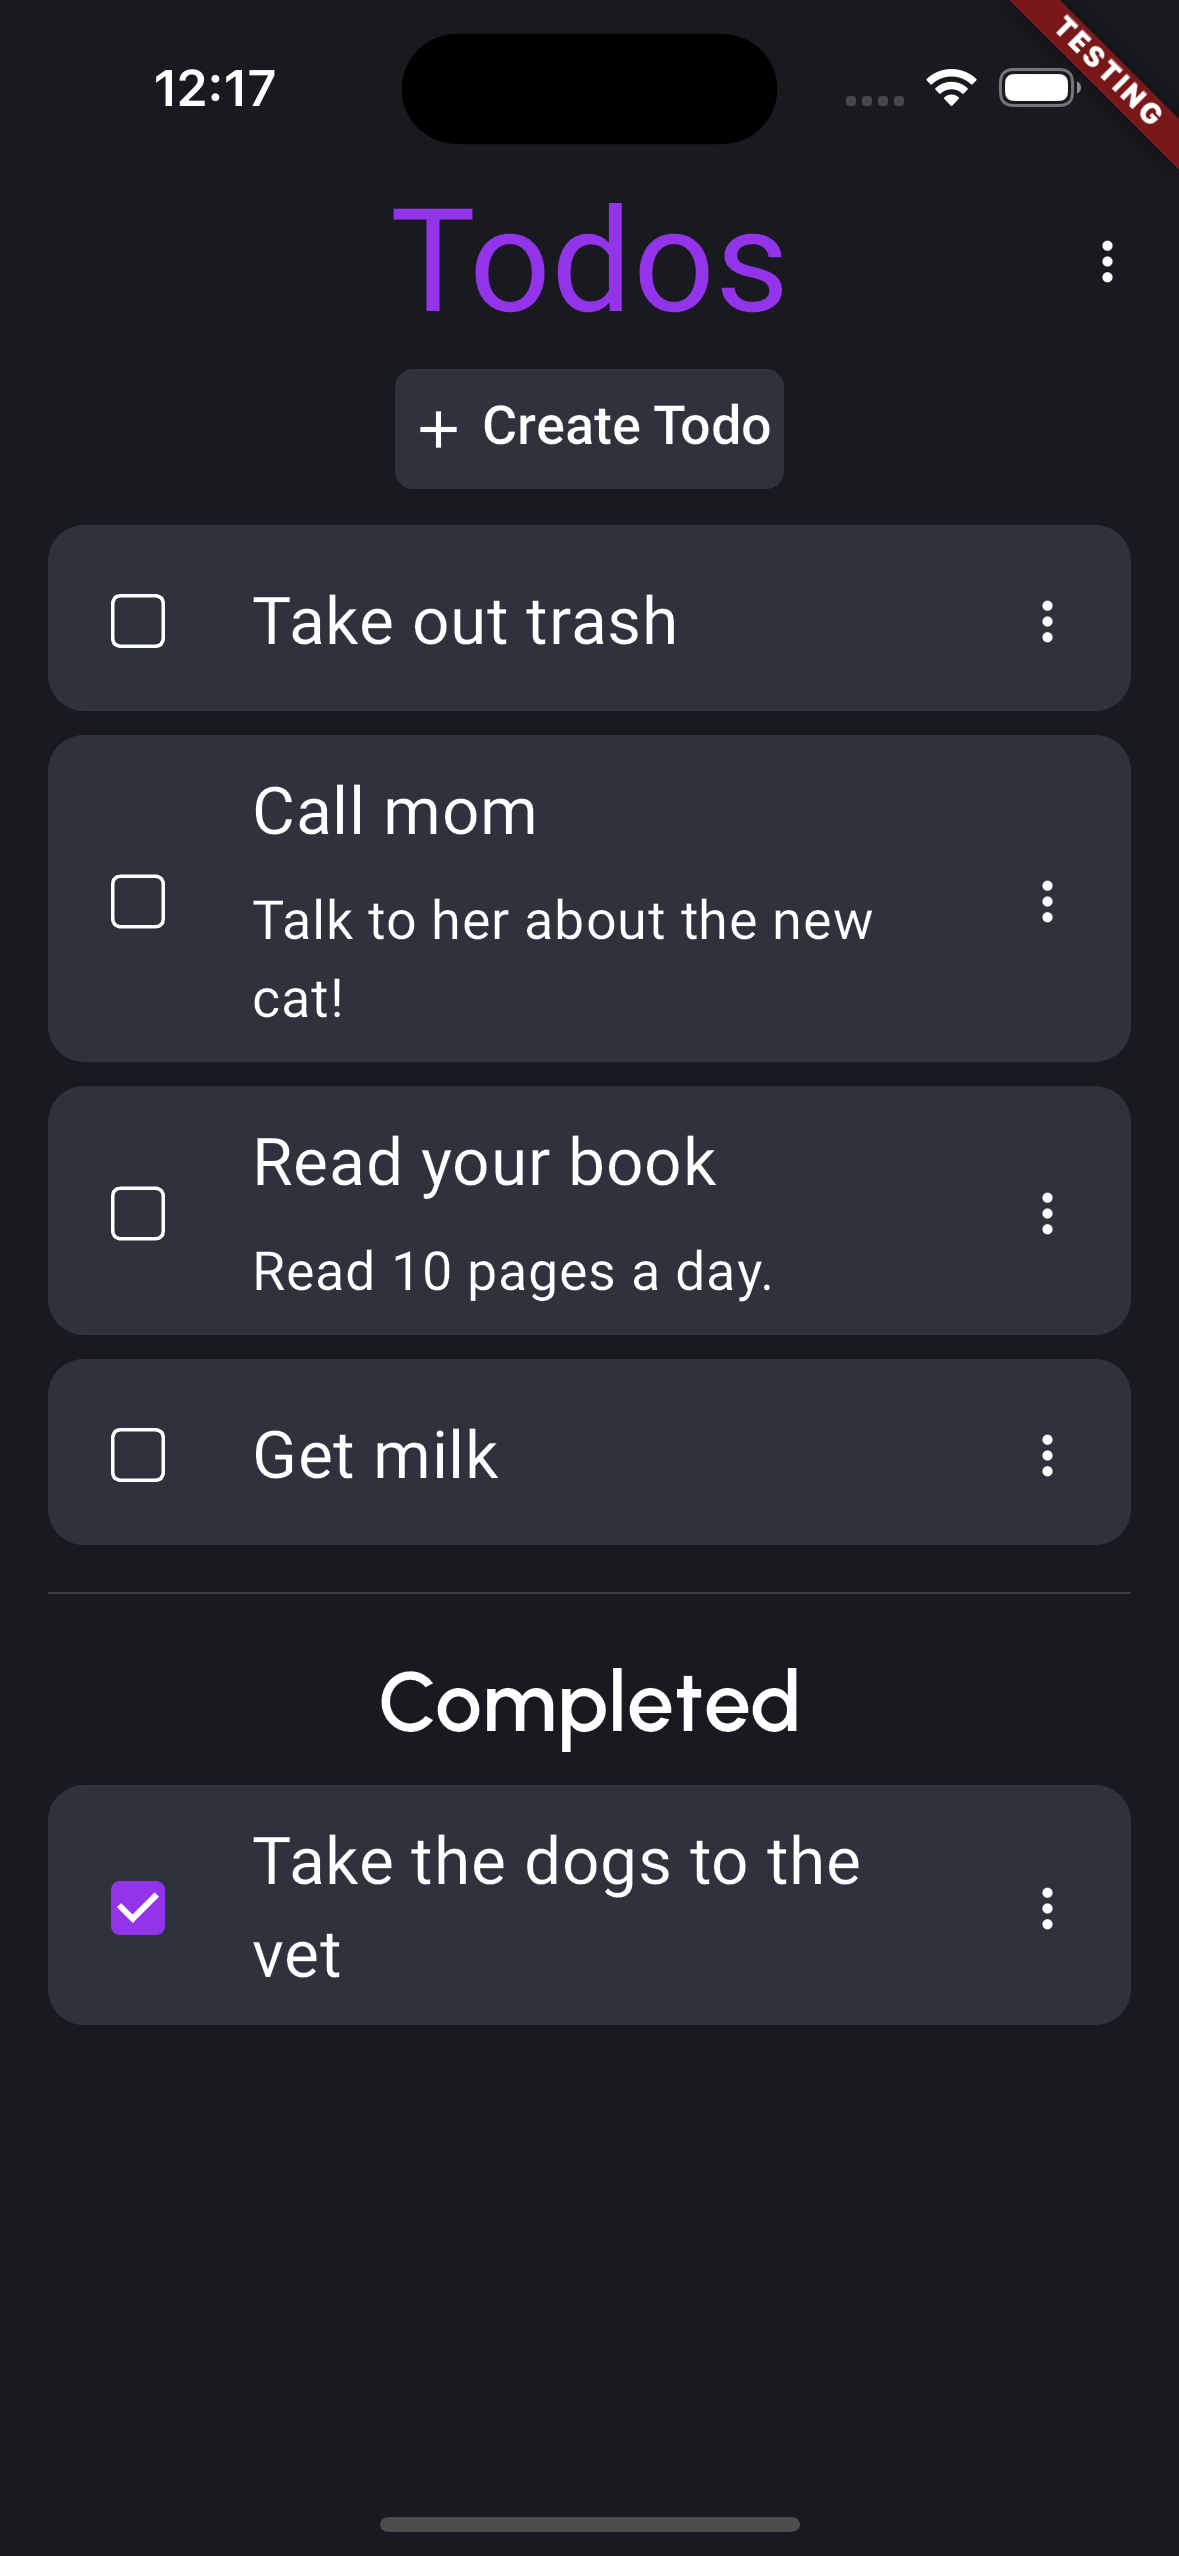 12:17
TESTING
Todos
+ Create Todo
Take out trash
Call mom
Talk to her about the new
cat!
Read your book
Read 10 pages a day.
Get milk
Completed
Take the dogs to the
vet